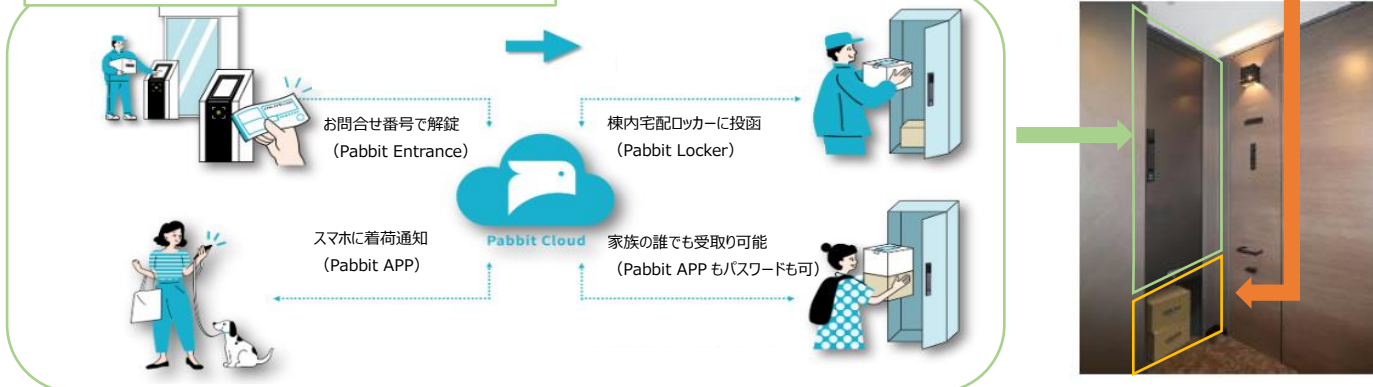 お問合せ番号で解錠
（Pabbit Entrance）
棟内宅配ロッカーに投函
（Pabbit Locker）
スマホに着荷通知
（Pabbit APP）
Pabbit Cloud
家族の誰でも受取り可能
（Pabbit APP もパスワードも可）